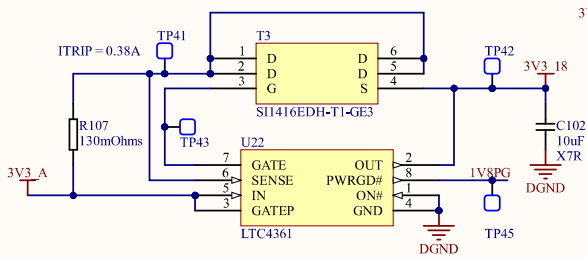 3V
TP41
T3
ITRIP = 0.38A
TP42
1 D D 6
2 D D 5
3 G S 4
3V3_18
SI1416EDH-T1-GE3
R107
130mOhms
TP43
C102
10uF
X7R
U22
DGND
3V3_A
7 GATE OUT 2
6 SENSE PWRGD# 8
5 IN ON# 1
3 GATEP GND 4
1V8PG
LTC4361
DGND
TP45